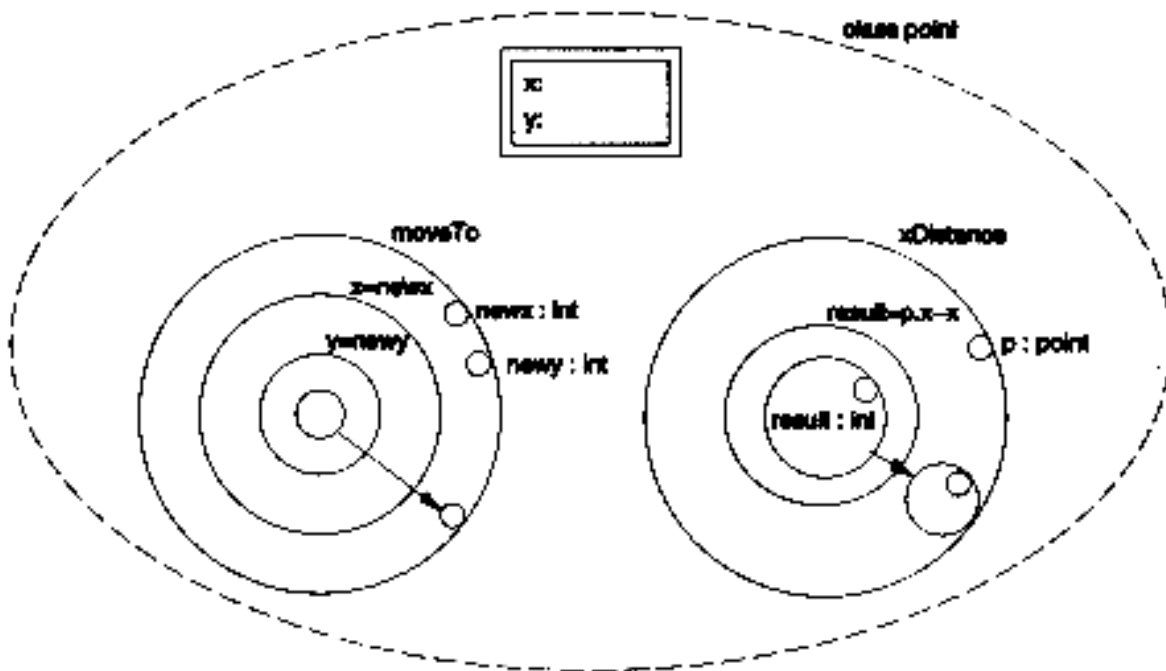 class point
x:
y:
moveTo
x=newx
newx : int
y=newy
newy : int
xDistance
result=p.x-x
p : point
result : int